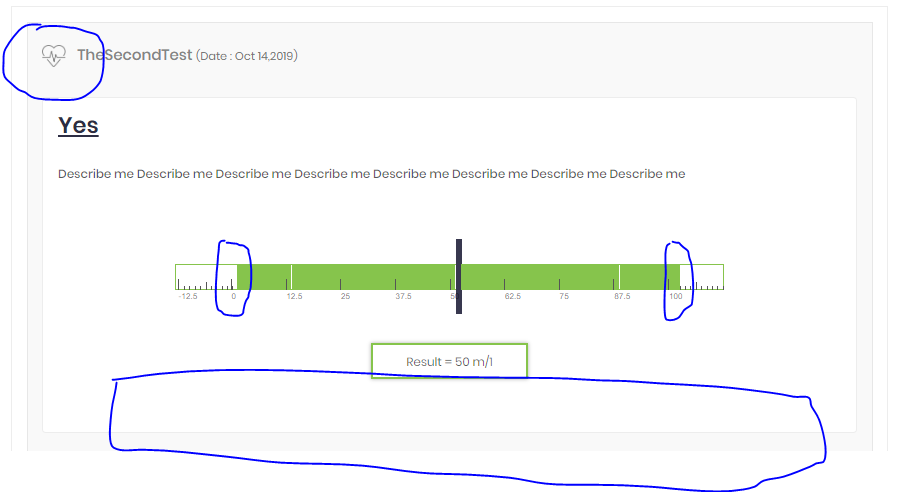 TheSecondTest (Date : Oct 14,2019)
Yes
Describe me Describe me Describe me Describe me Describe me Describe me Describe me Describe me
-12.5 0 12.5 25 37.5 50 62.5 75 87.5 100
Result = 50 m/1